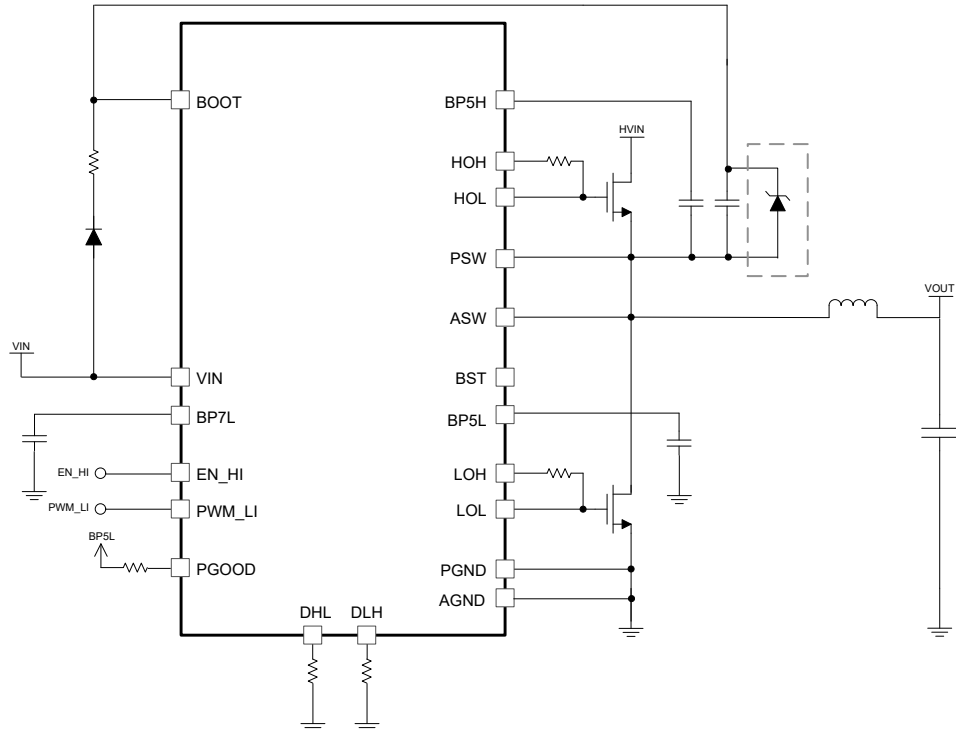 BOOT
BP5H
HVIN
HOH
HOL
PSW
ASW
VOUT
VIN
VIN
BST
BP7L
BP5L
EN_HI
EN_HI
LOH
PWM_LI
PWM_LI
LOL
BP5L
PGOOD
PGND
AGND
DHL
DLH